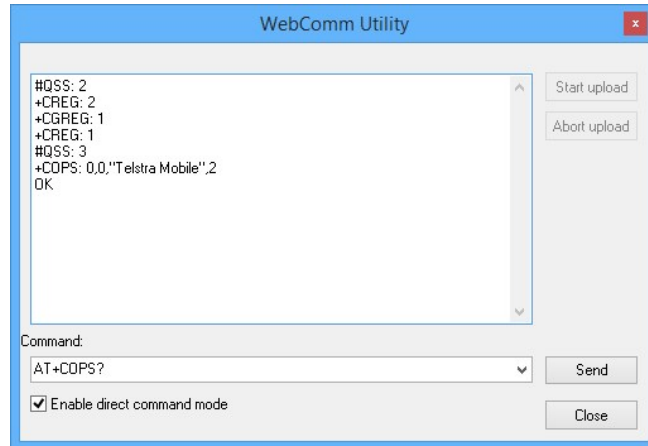 WebComm Utility
x
#QSS: 2
+CREG: 2
+CGREG: 1
+CREG: 1
#QSS: 3
+COPS: 0,0,"Telstra Mobile",2
OK
Start upload
Abort upload
Command:
AT+COPS?
Send
Enable direct command mode
Close